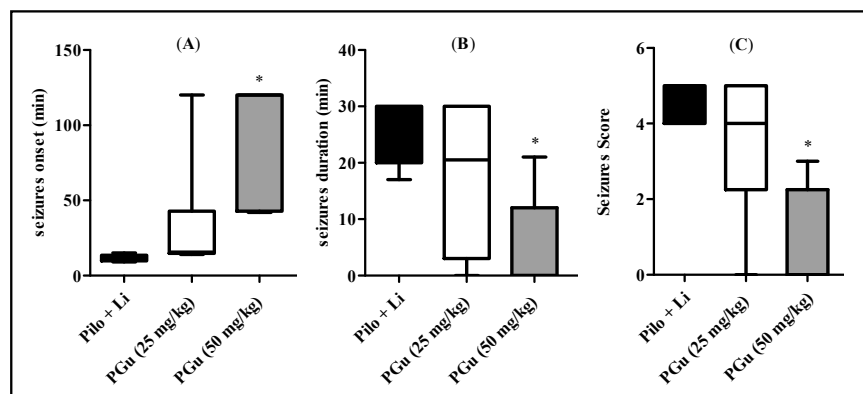 (A)
seizures onset (min)
150
100
50
0
Pilo + Li
PGu (25 mg/kg)
PGu (50 mg/kg)
*
(B)
seizures duration (min)
40
30
20
10
0
Pilo + Li
PGu (25 mg/kg)
PGu (50 mg/kg)
*
(C)
Seizures Score
6
4
2
0
Pilo + Li
PGu (25 mg/kg)
PGu (50 mg/kg)
*